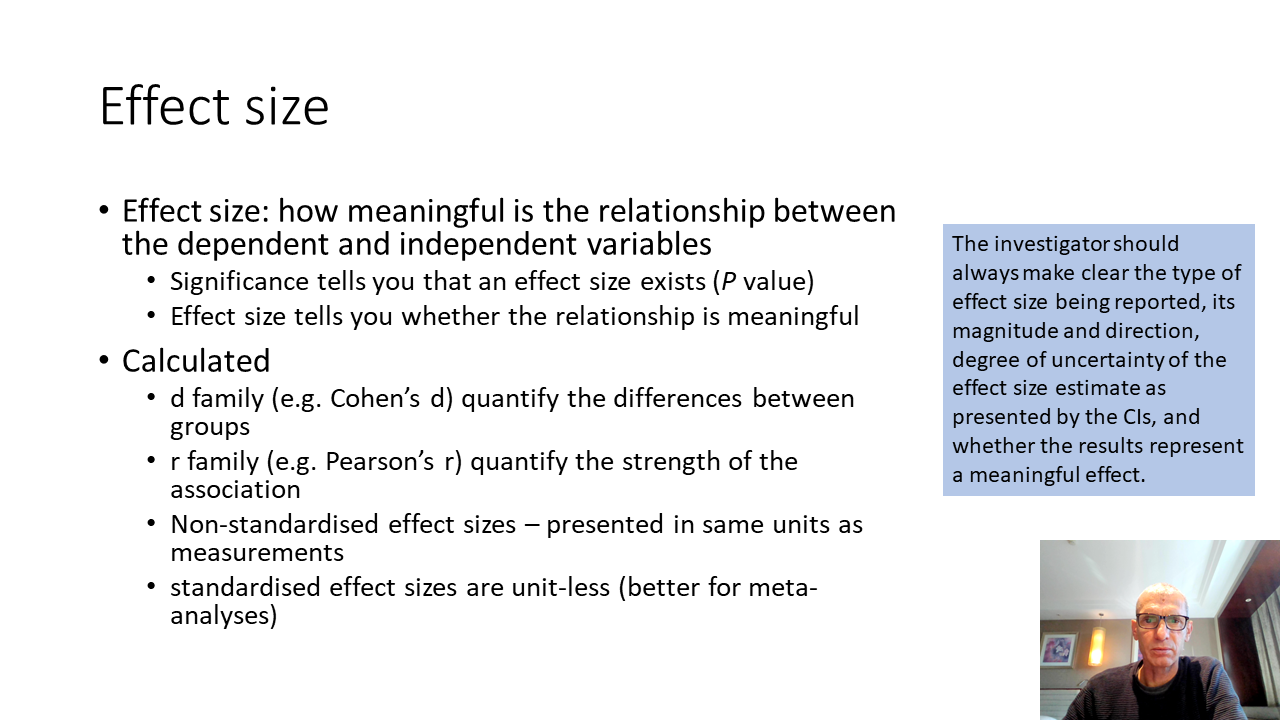 Effect size
• Effect size: how meaningful is the relationship between
the dependent and independent variables
• Significance tells you that an effect size exists (P value)
• Effect size tells you whether the relationship is meaningful
• Calculated
• d family (e.g. Cohen’s d) quantify the differences between
groups
• r family (e.g. Pearson’s r) quantify the strength of the
association
• Non-standardised effect sizes – presented in same units as
measurements
• standardised effect sizes are unit-less (better for meta-
analyses)
The investigator should
always make clear the type of
effect size being reported, its
magnitude and direction,
degree of uncertainty of the
effect size estimate as
presented by the CIs, and
whether the results represent
a meaningful effect.